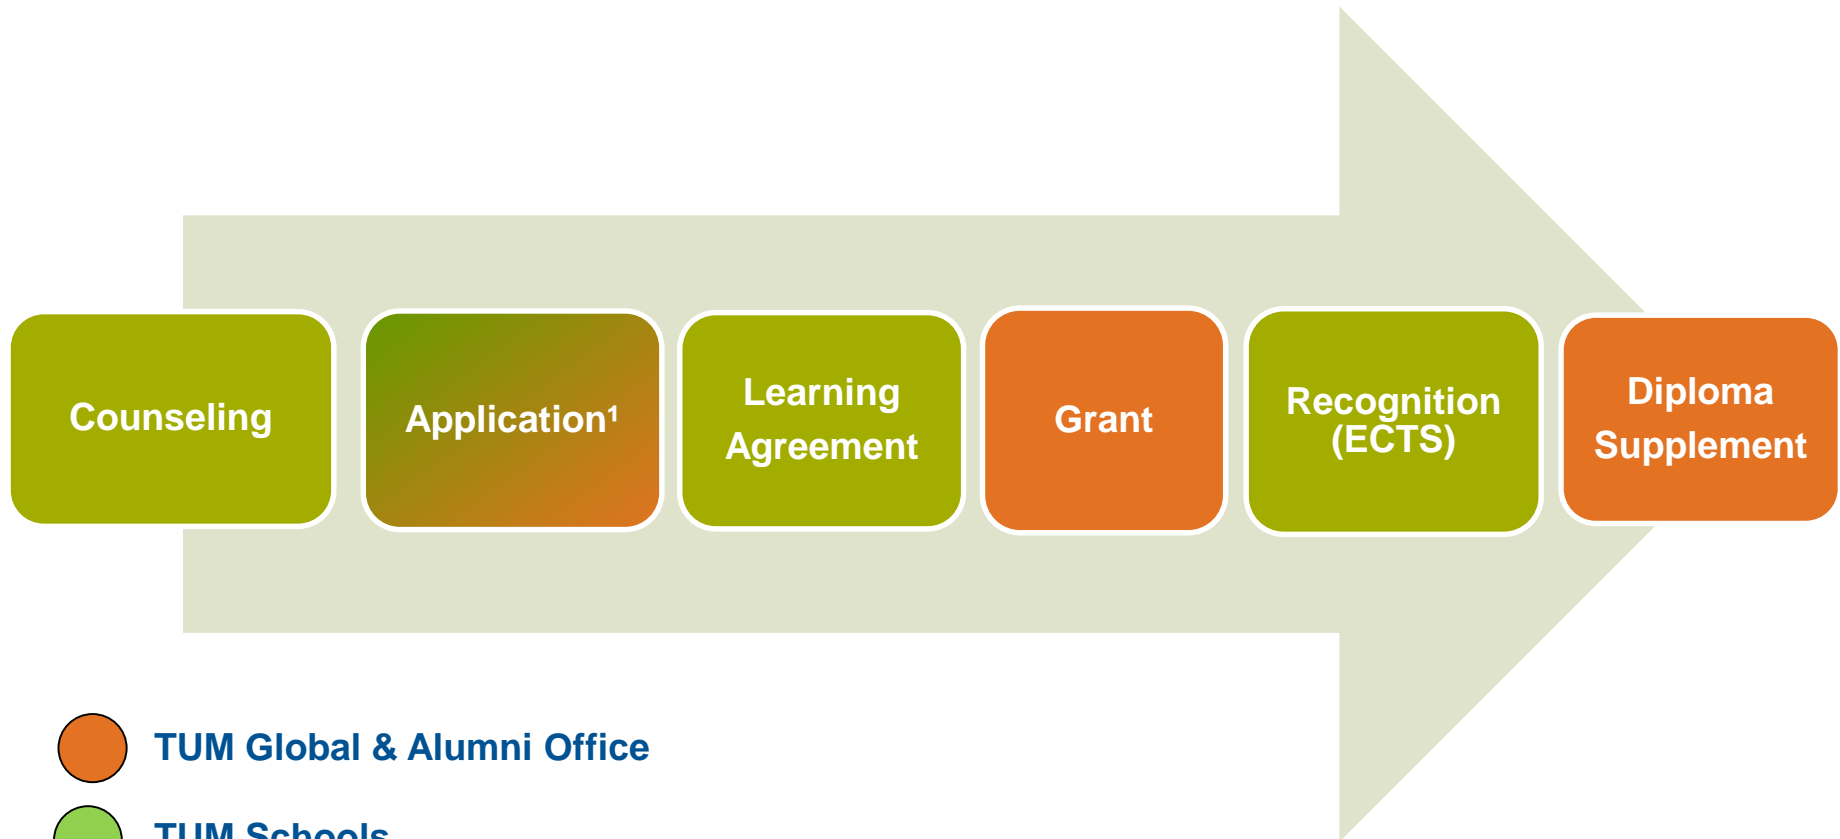 Counseling
Application¹
Learning
Agreement
Grant
Recognition
(ECTS)
Diploma
Supplement
TUM Global & Alumni Office
TUM Schools